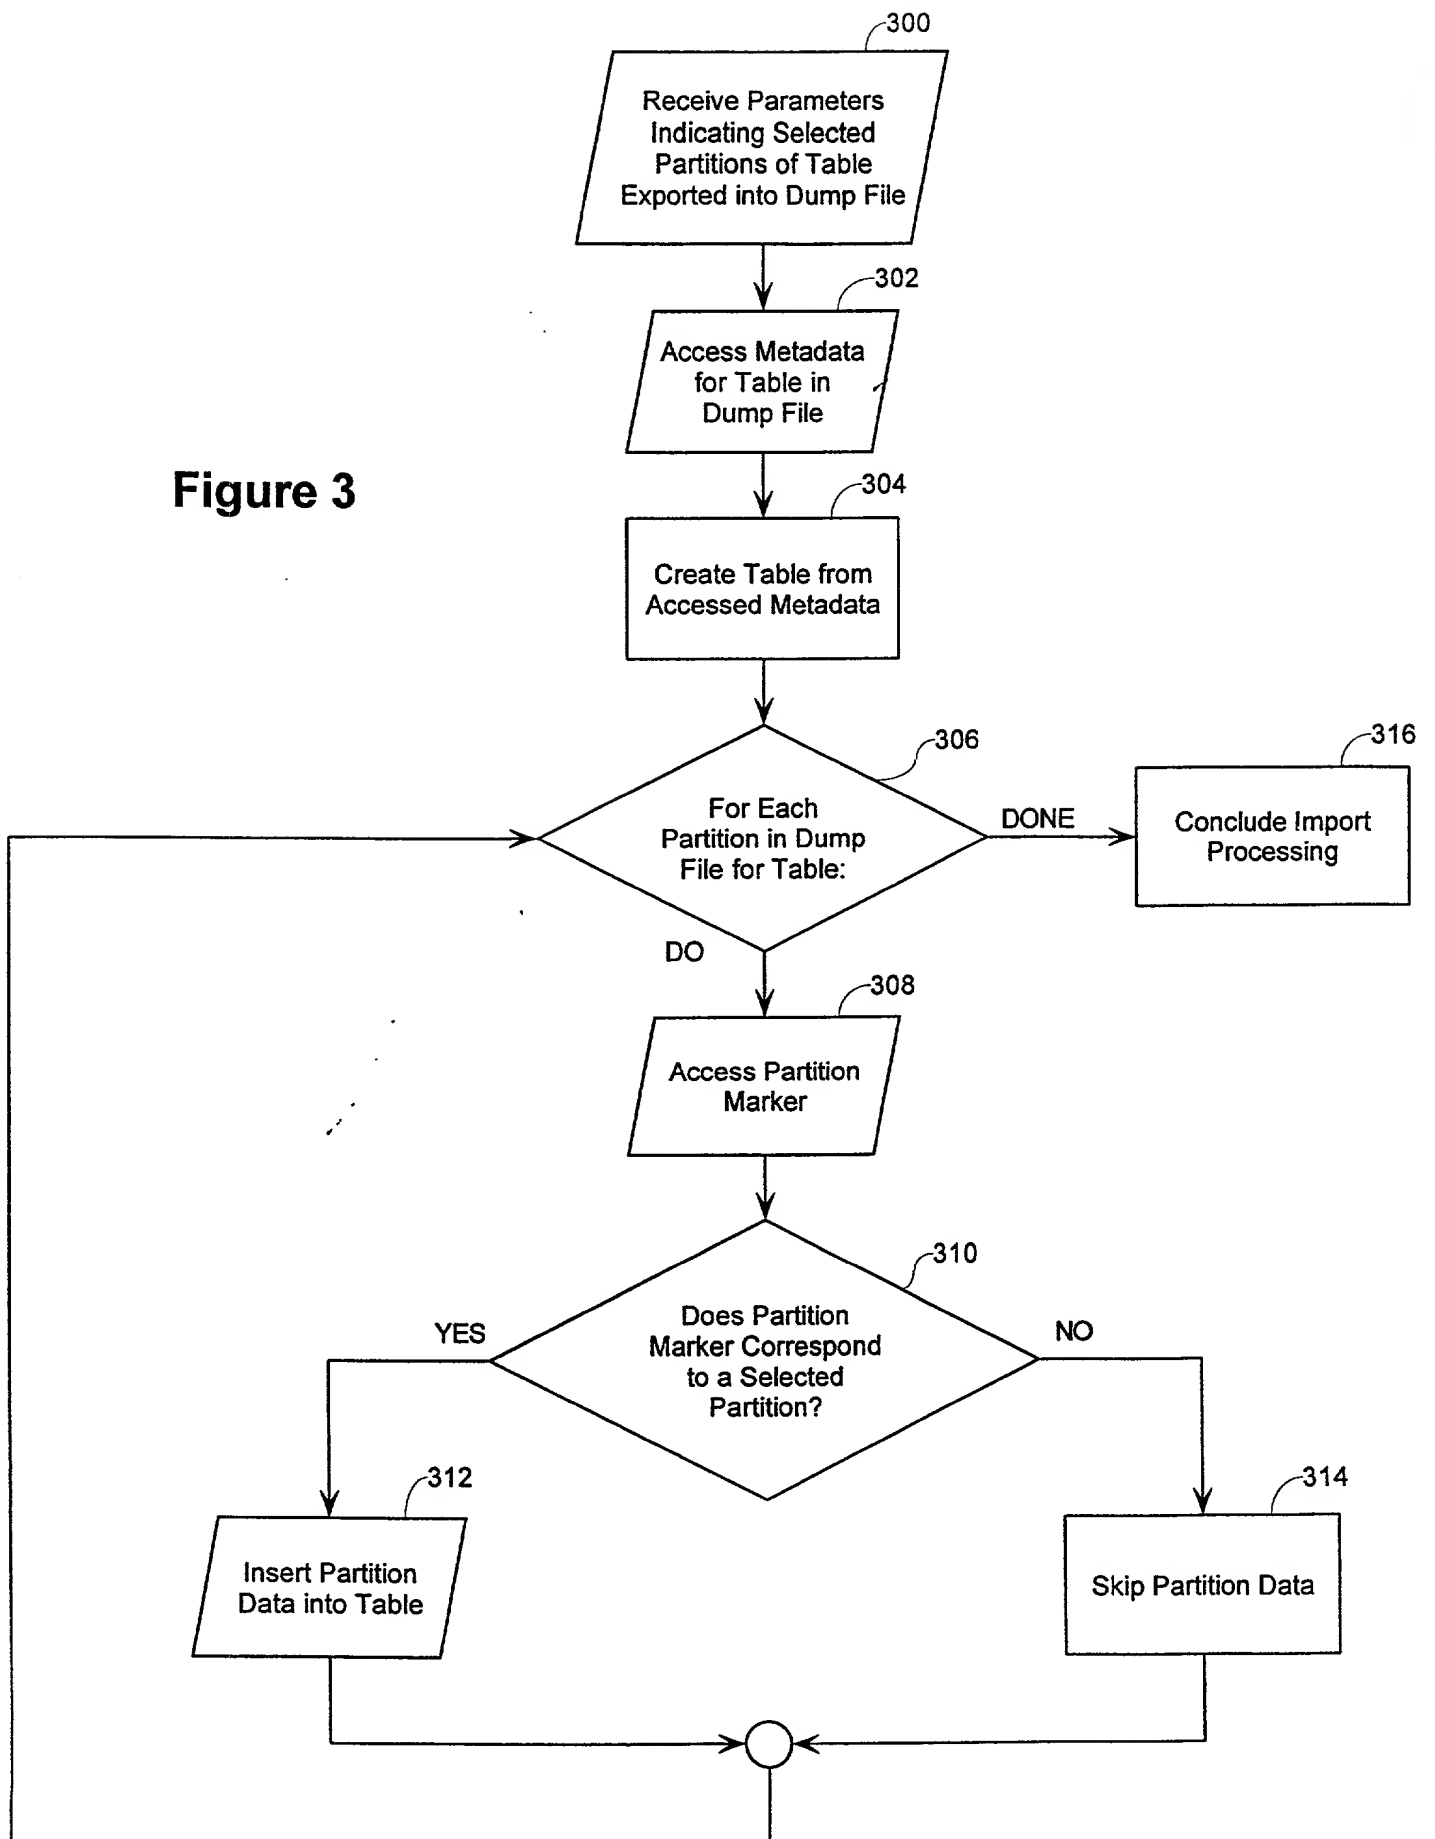 300
Receive Parameters
Indicating Selected
Partitions of Table
Exported into Dump File
302
Access Metadata
for Table in
Dump File
Figure 3
304
Create Table from
Accessed Metadata
306
For Each
Partition in Dump
File for Table:
DONE
316
Conclude Import
Processing
DO
308
Access Partition
Marker
310
Does Partition
Marker Correspond
to a Selected
Partition?
YES
NO
312
Insert Partition
Data into Table
314
Skip Partition Data